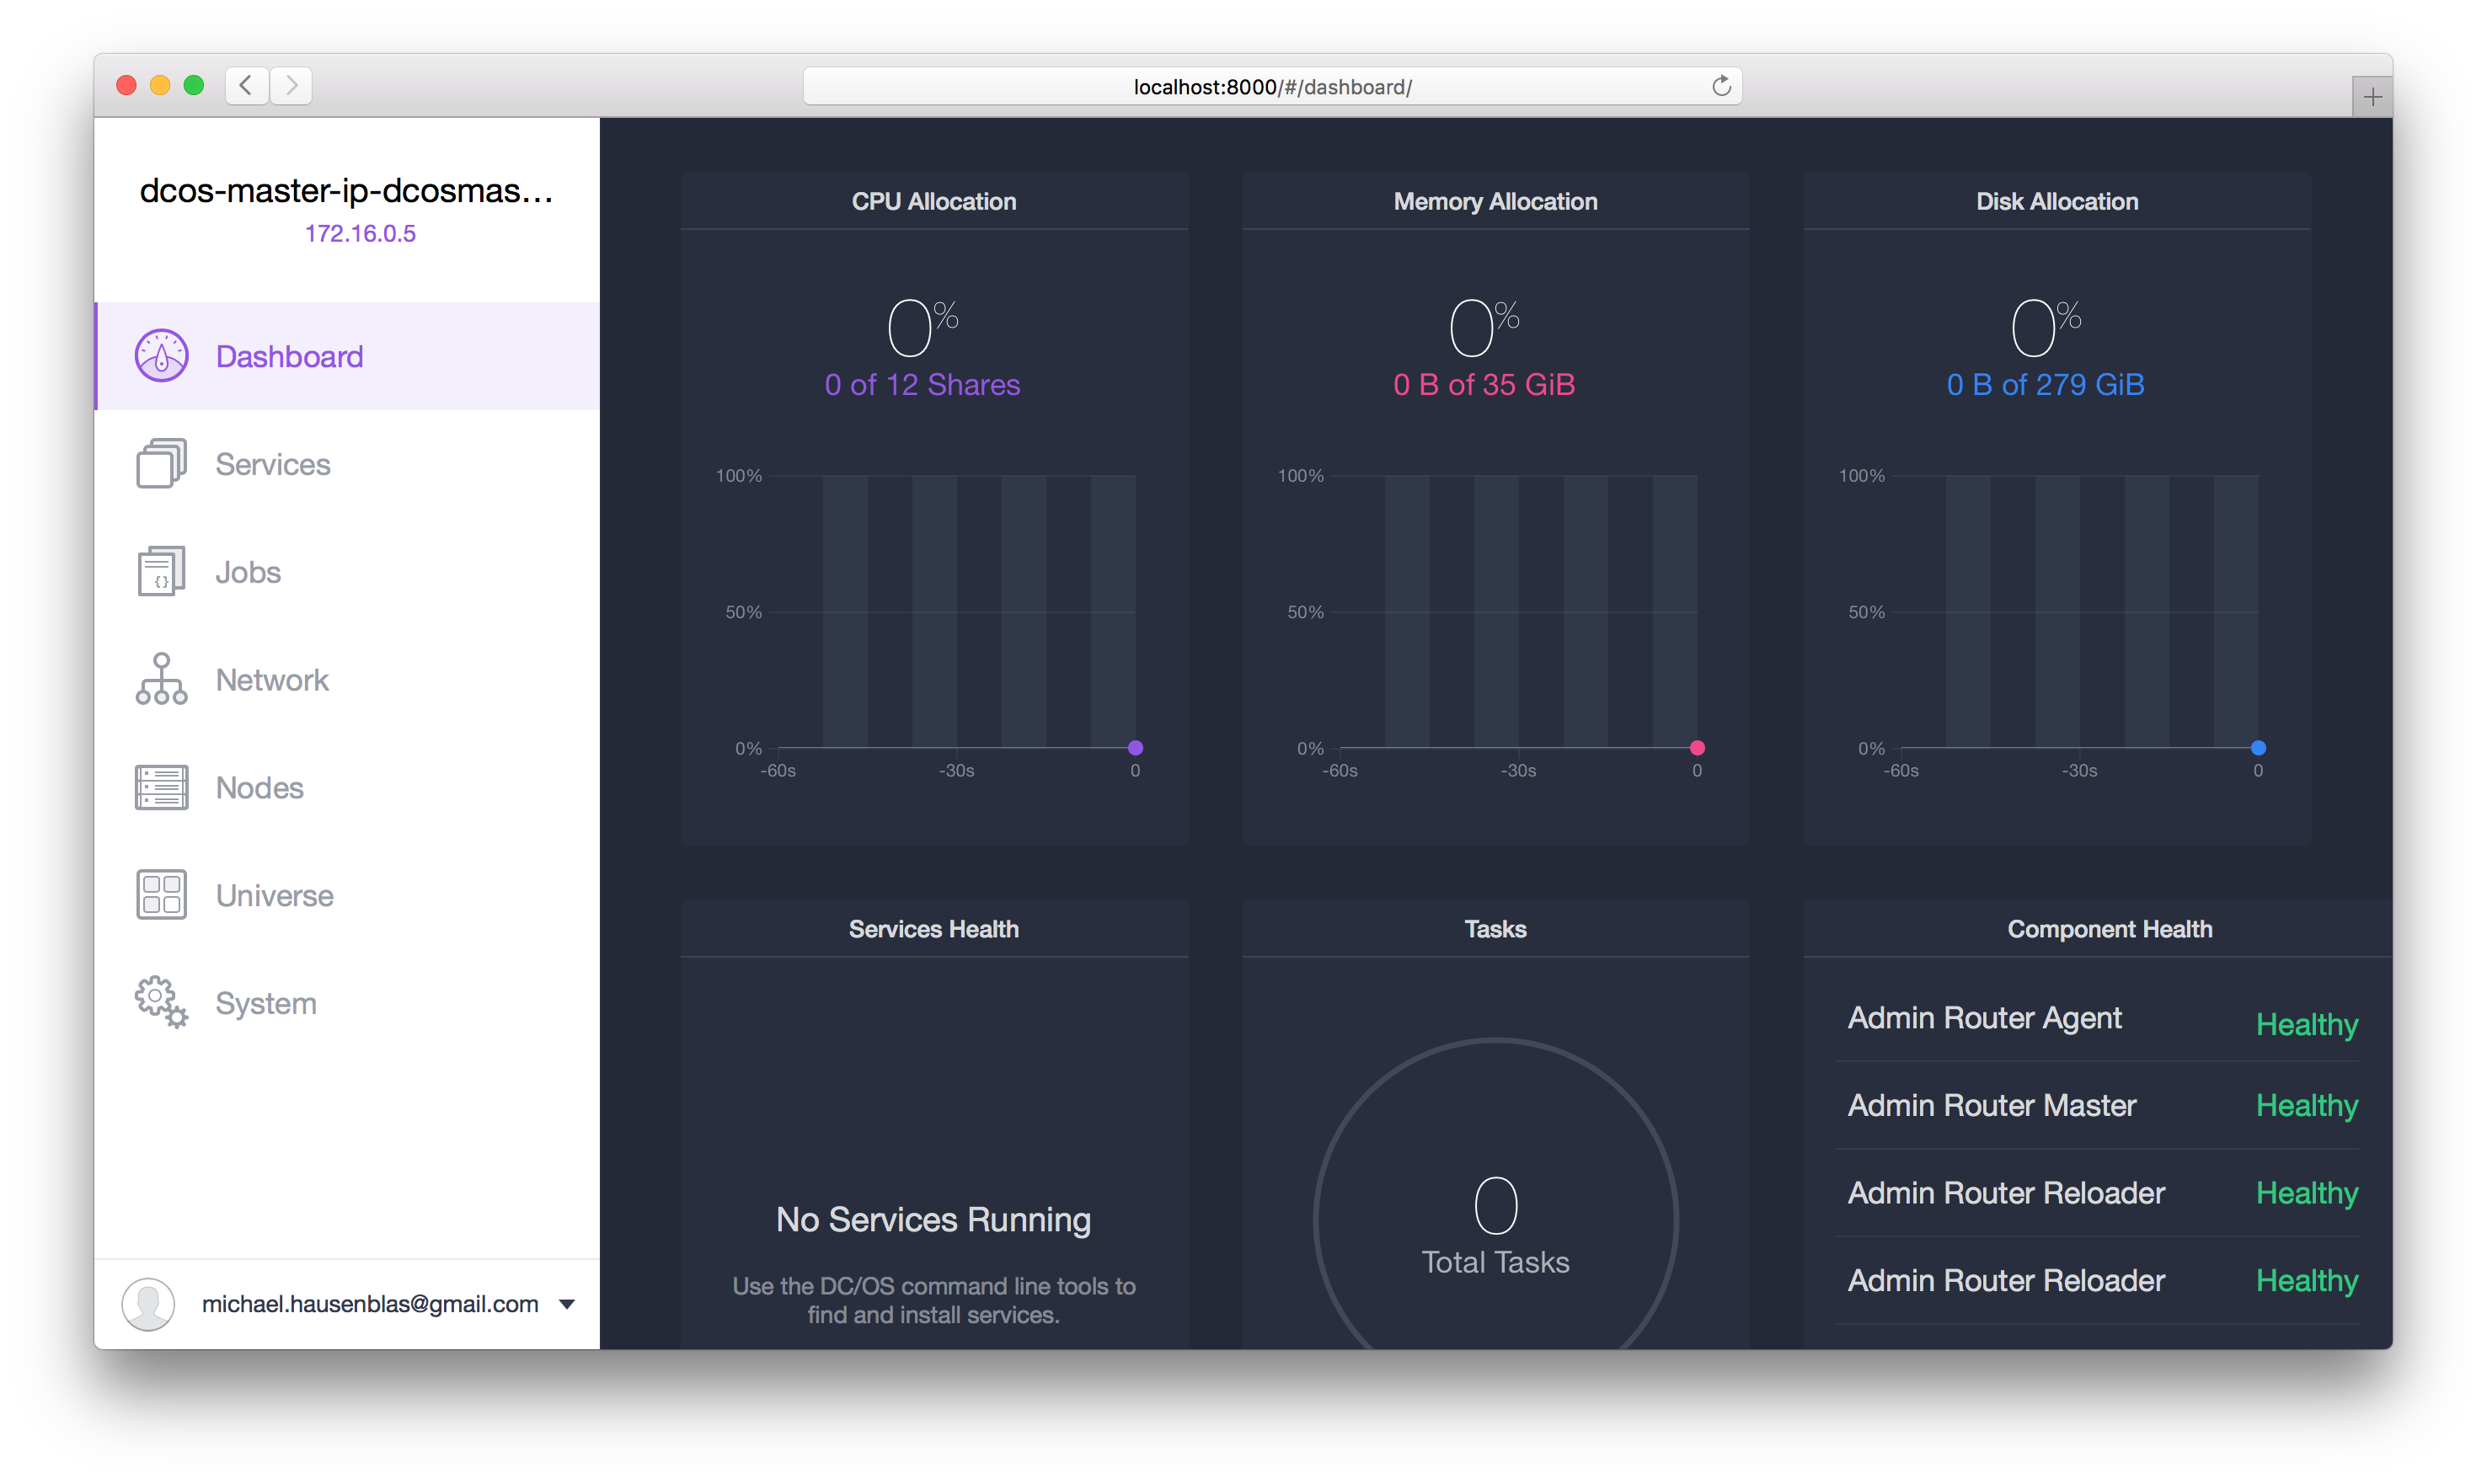 localhost:8000/#/dashboard/
dcos-master-ip-dcosmas...
172.16.0.5
Dashboard
Services
Jobs
Network
Nodes
Universe
System
michael.hausenblas@gmail.com
CPU Allocation
0%
0 of 12 Shares
100%
50%
0%
-60s -30s 0
Memory Allocation
0%
0 B of 35 GiB
100%
50%
0%
-60s -30s 0
Disk Allocation
0%
0 B of 279 GiB
100%
50%
0%
-60s -30s 0
Services Health
No Services Running
Use the DC/OS command line tools to
find and install services.
Tasks
0
Total Tasks
Component Health
Admin Router Agent Healthy
Admin Router Master Healthy
Admin Router Reloader Healthy
Admin Router Reloader Healthy